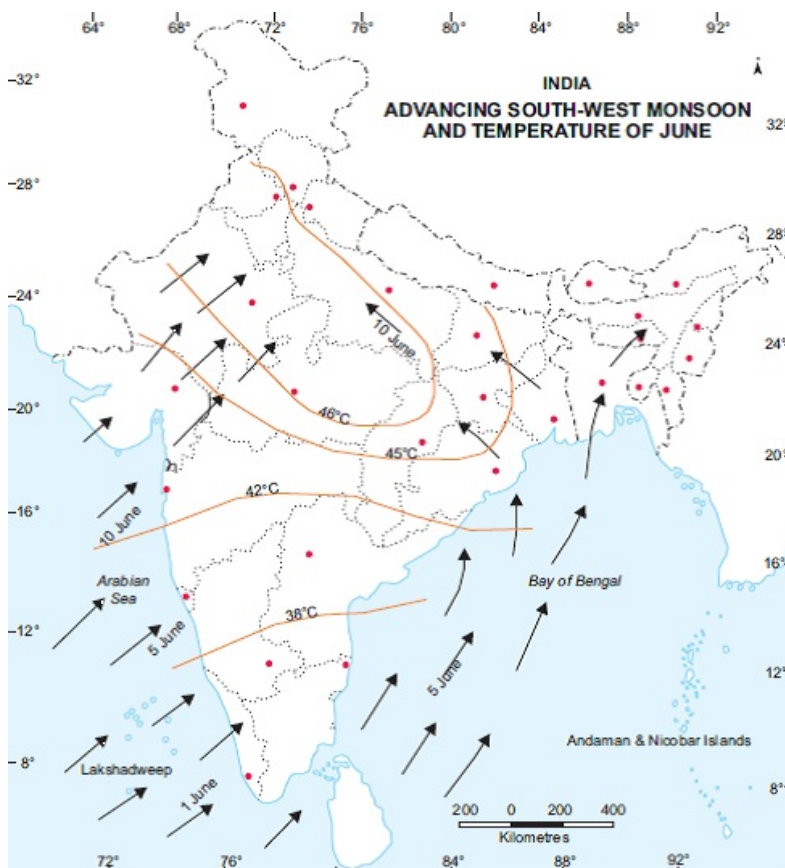 64° 68° 72 76 80 84 88 92
INDIA
ADVANCING SOUTH-WEST MONSOON
AND TEMPERATURE OF JUNE
32°
32°
28°
28°
24°
24°
10 June
20°
20°
46°C
45°C
42°C
16°
16°
10 June
Arabian
Sea
Bay of Bengal
38°C
12°
12°
5 June
5 June
Andaman & Nicobar Islands
8°
8°
Lakshadweep
1 June
200 0 200 400
Kilometres
72° 76° 84° 88° 92°